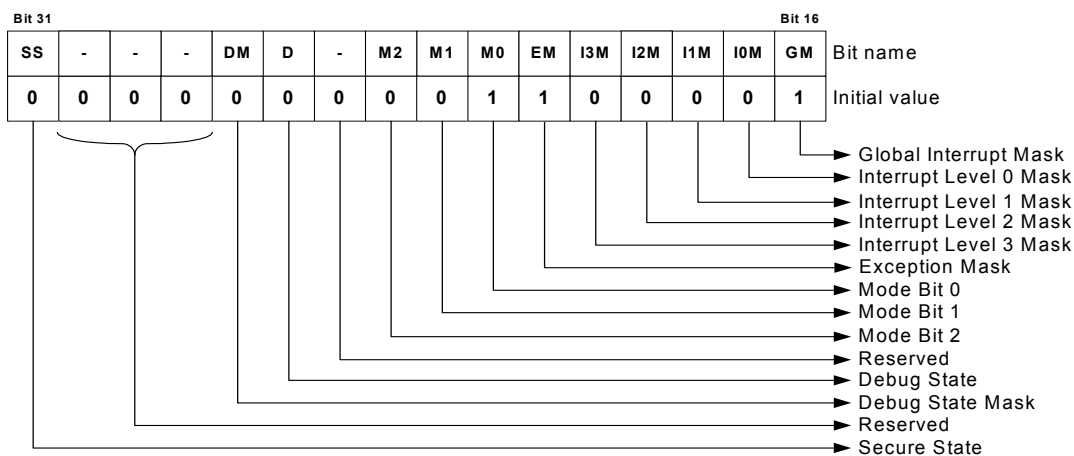 Bit 31 Bit 16
SS - - - DM D - M2 M1 M0 EM I3M I2M I1M I0M GM Bit name
0 0 0 0 0 0 0 0 0 1 1 0 0 0 0 1 Initial value
Global Interrupt Mask
Interrupt Level 0 Mask
Interrupt Level 1 Mask
Interrupt Level 2 Mask
Interrupt Level 3 Mask
Exception Mask
Mode Bit 0
Mode Bit 1
Mode Bit 2
Reserved
Debug State
Debug State Mask
Reserved
Secure State